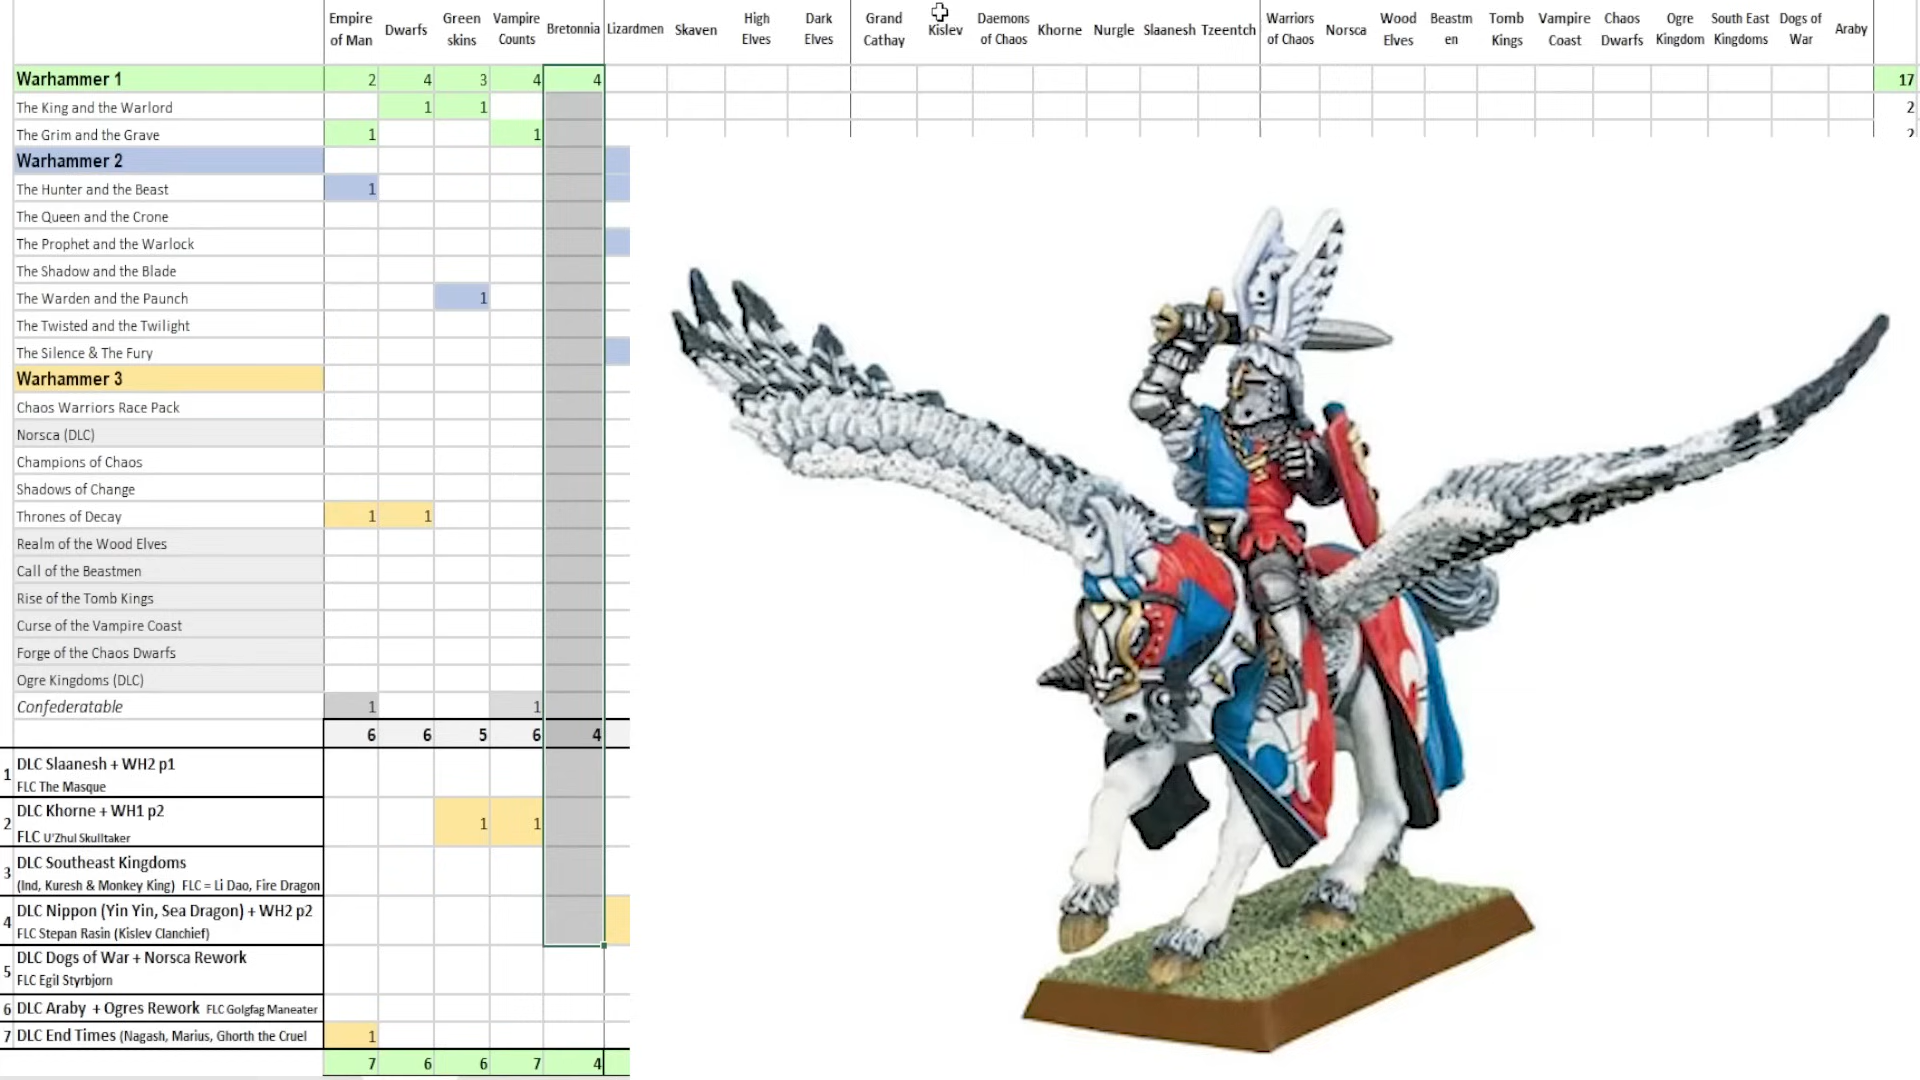 Empire of Man Dwarfs Green skins Vampire Counts Bretonnia Lizardmen Skaven High Elves Dark Elves Grand Cathay Kislev Daemons of Chaos Khorne Nurgle Slaanesh Tzeentch Warriors of Chaos Norsca Wood Elves Beastm en Tomb Kings Vampire Coast Chaos Dwarfs Ogre Kingdom South East Kingdoms Dogs of War Araby
Warhammer 1 2 4 3 4 4 17
The King and the Warlord 1 1 2
The Grim and the Grave 1 1 2
Warhammer 2
The Hunter and the Beast 1
The Queen and the Crone
The Prophet and the Warlock
The Shadow and the Blade
The Warden and the Paunch 1
The Twisted and the Twilight
The Silence & The Fury
Warhammer 3
Chaos Warriors Race Pack
Norsca (DLC)
Champions of Chaos
Shadows of Change
Thrones of Decay 1 1
Realm of the Wood Elves
Call of the Beastmen
Rise of the Tomb Kings
Curse of the Vampire Coast
Forge of the Chaos Dwarfs
Ogre Kingdoms (DLC)
Confederatable 1 1
6 6 5 6 4
1 DLC Slaanesh + WH2 p1
FLC The Masque
2 DLC Khorne + WH1 p2 1 1
FLC U'Zhul Skulltaker
3 DLC Southeast Kingdoms
(Ind, Kuresh & Monkey King) FLC = Li Dao, Fire Dragon
4 DLC Nippon (Yin Yin, Sea Dragon) + WH2 p2
FLC Stepan Rasin (Kislev Clanchief)
5 DLC Dogs of War + Norsca Rework
FLC Egil Styrbjorn
6 DLC Araby + Ogres Rework FLC Golgfag Maneater
7 DLC End Times (Nagash, Marius, Ghorth the Cruel 1
7 6 6 7 4